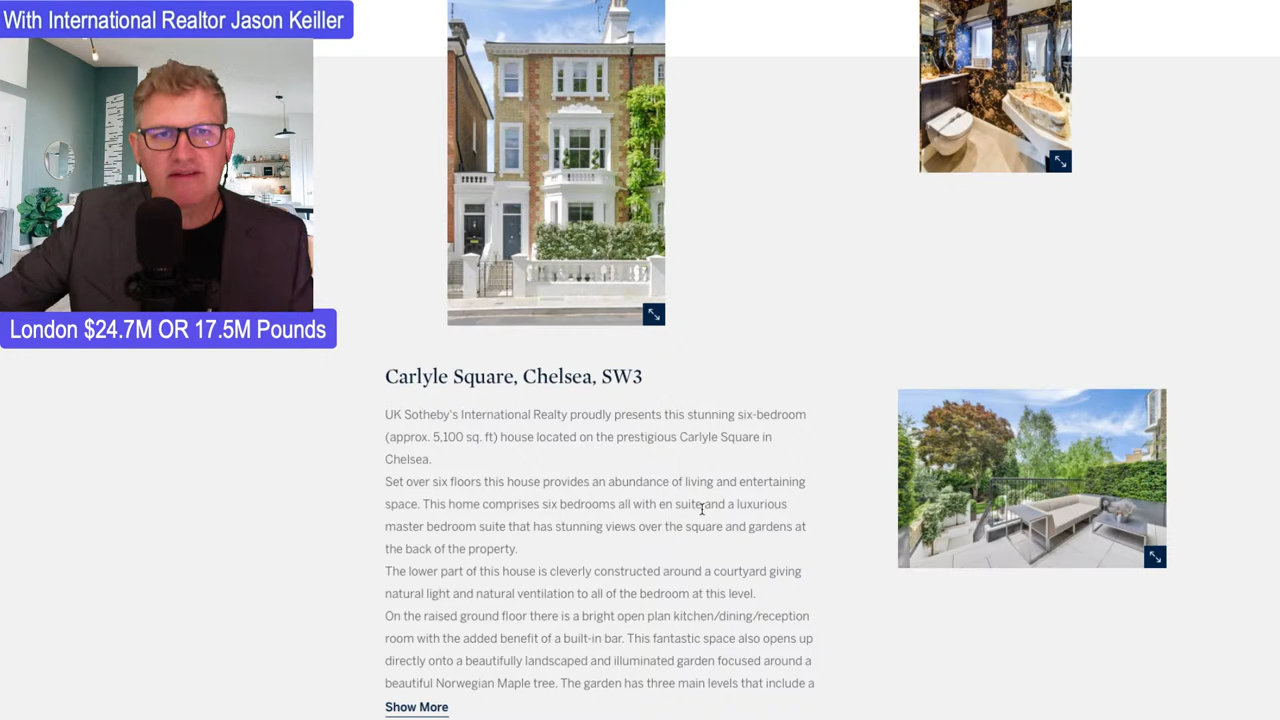 With International Realtor Jason Keiller
London $24.7M OR 17.5M Pounds
Carlyle Square, Chelsea, SW3
UK Sotheby's International Realty proudly presents this stunning six-bedroom
(approx. 5,100 sq. ft) house located on the prestigious Carlyle Square in
Chelsea.
Set over six floors this house provides an abundance of living and entertaining
space. This home comprises six bedrooms all with en suite and a luxurious
master bedroom suite that has stunning views over the square and gardens at
the back of the property.
The lower part of this house is cleverly constructed around a courtyard giving
natural light and natural ventilation to all of the bedroom at this level.
On the raised ground floor there is a bright open plan kitchen/dining/reception
room with the added benefit of a built-in bar. This fantastic space also opens up
directly onto a beautifully landscaped and illuminated garden focused around a
beautiful Norwegian Maple tree. The garden has three main levels that include a
Show More